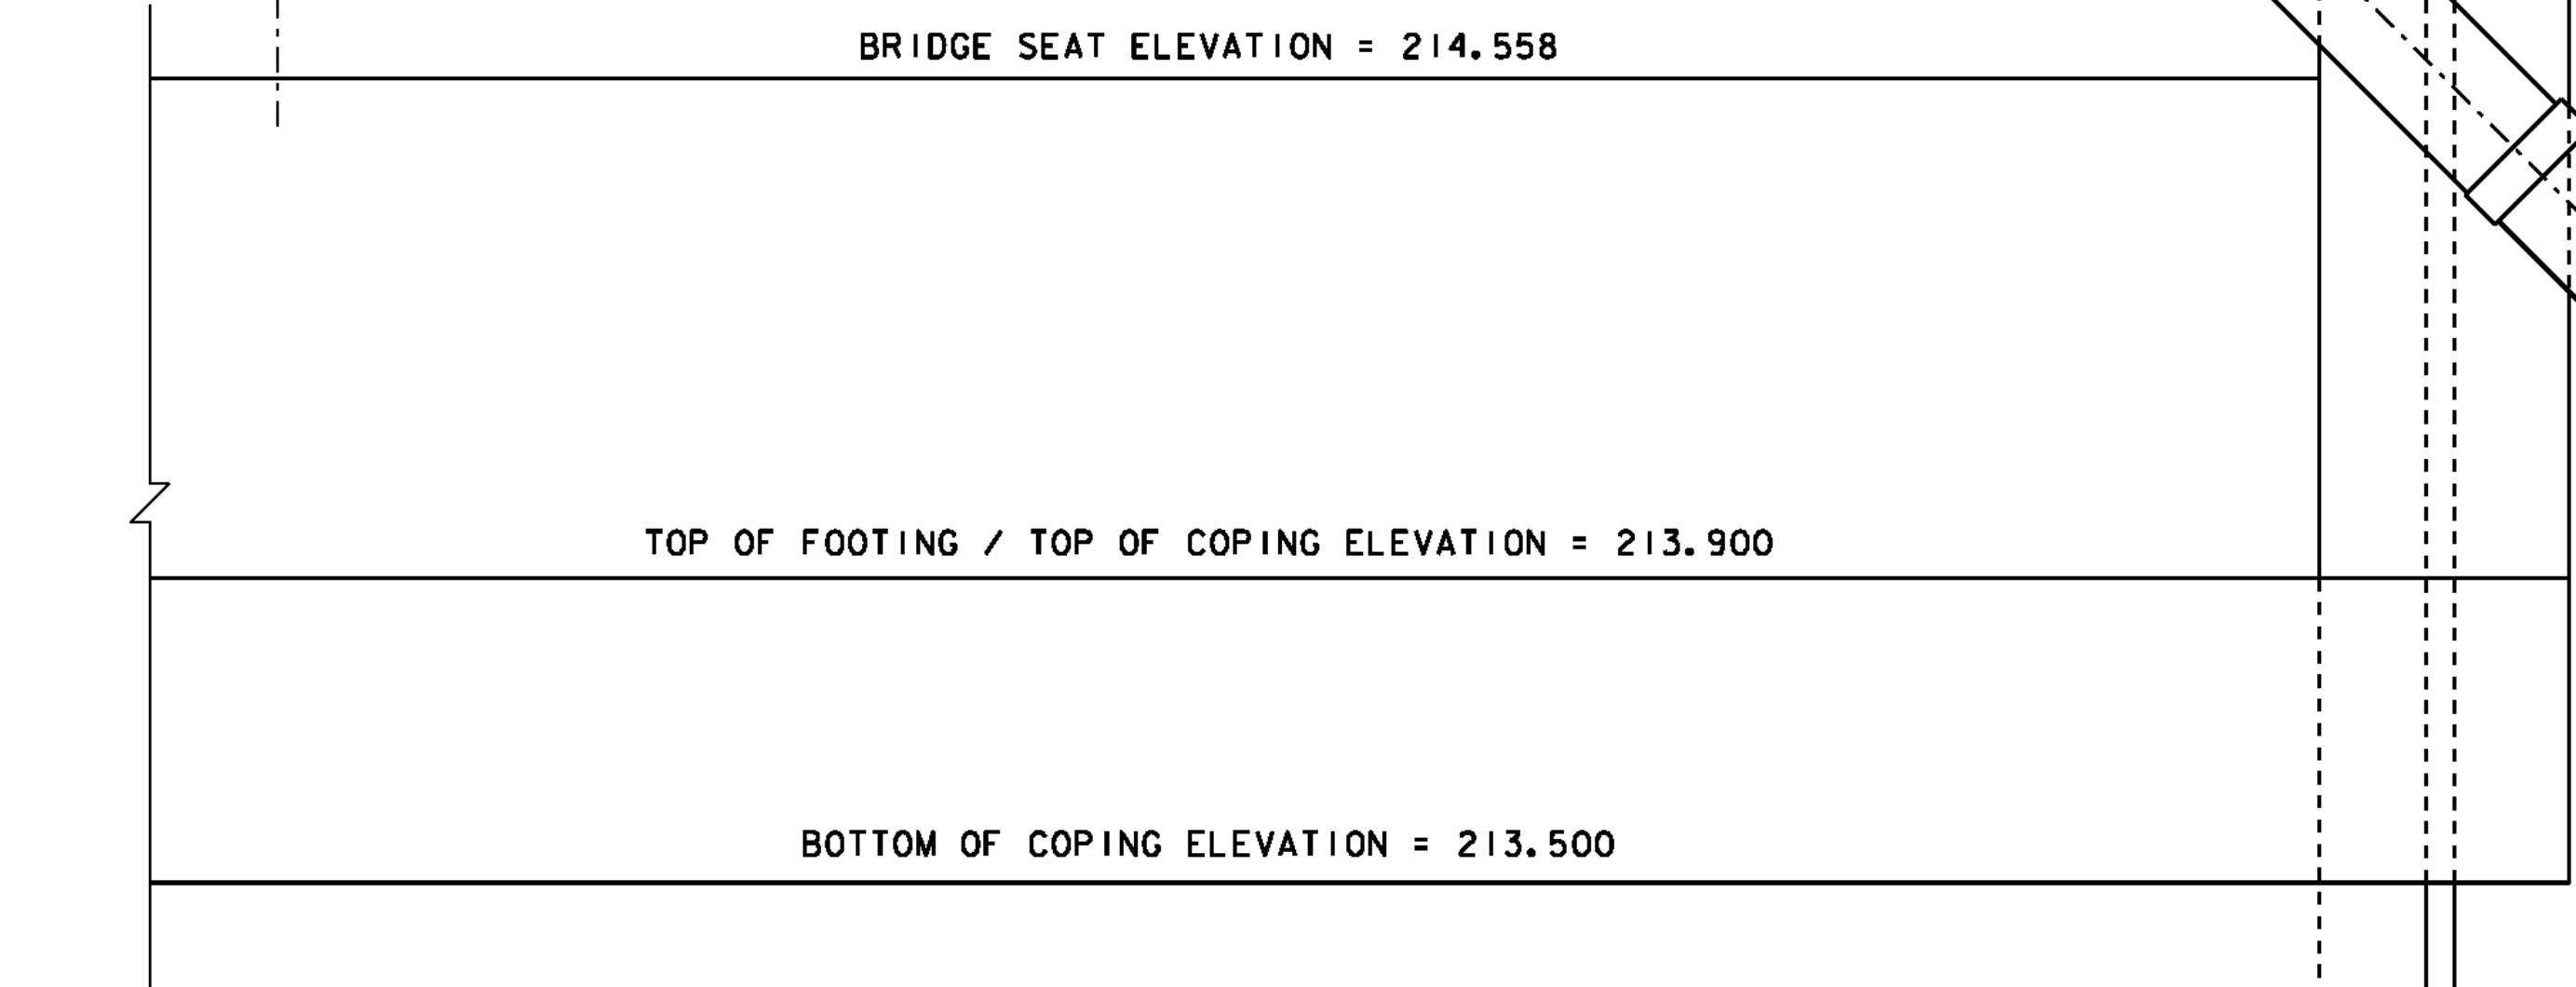 BRIDGE SEAT ELEVATION = 214.558
TOP OF FOOTING / TOP OF COPING ELEVATION = 213.900
BOTTOM OF COPING ELEVATION = 213.500